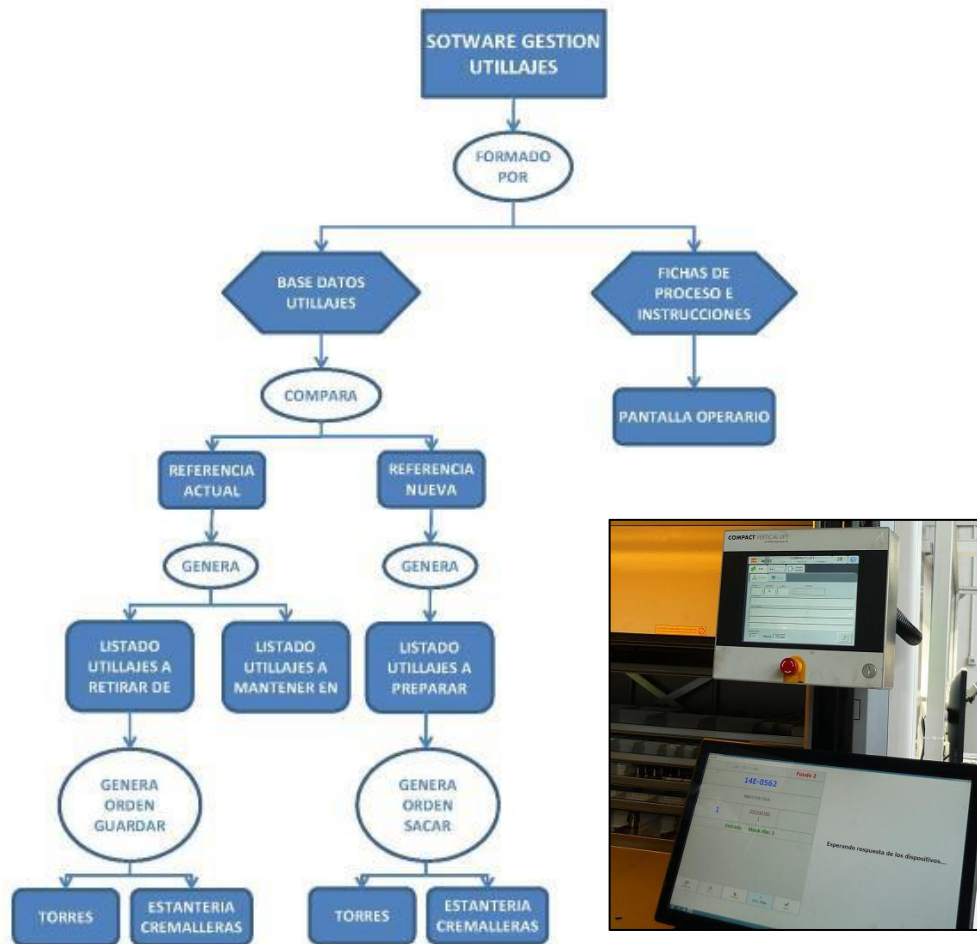 SOTWARE GESTION
UTILLAJES
FORMADO
POR
BASE DATOS
UTILLAJES
FICHAS DE
PROCESO E
INSTRUCCIONES
COMPARA
PANTALLA OPERARIO
REFERENCIA
ACTUAL
REFERENCIA
NUEVA
GENERA
GENERA
LISTADO
UTILLAJES A
RETIRAR DE
LISTADO
UTILLAJES A
MANTENER EN
LISTADO
UTILLAJES A
PREPARAR
GENERA
ORDEN
GUARDAR
GENERA
ORDEN
SACAR
TORRES
ESTANTERIA
CREMALLERAS
TORRES
ESTANTERIA
CREMALLERAS
COMPACT VERTICAL LIFT
Fondo 2
14E-0562
Esperando respuesta de los dispositivos...